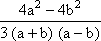 4a² − 4b²
3 (a + b) (a − b)